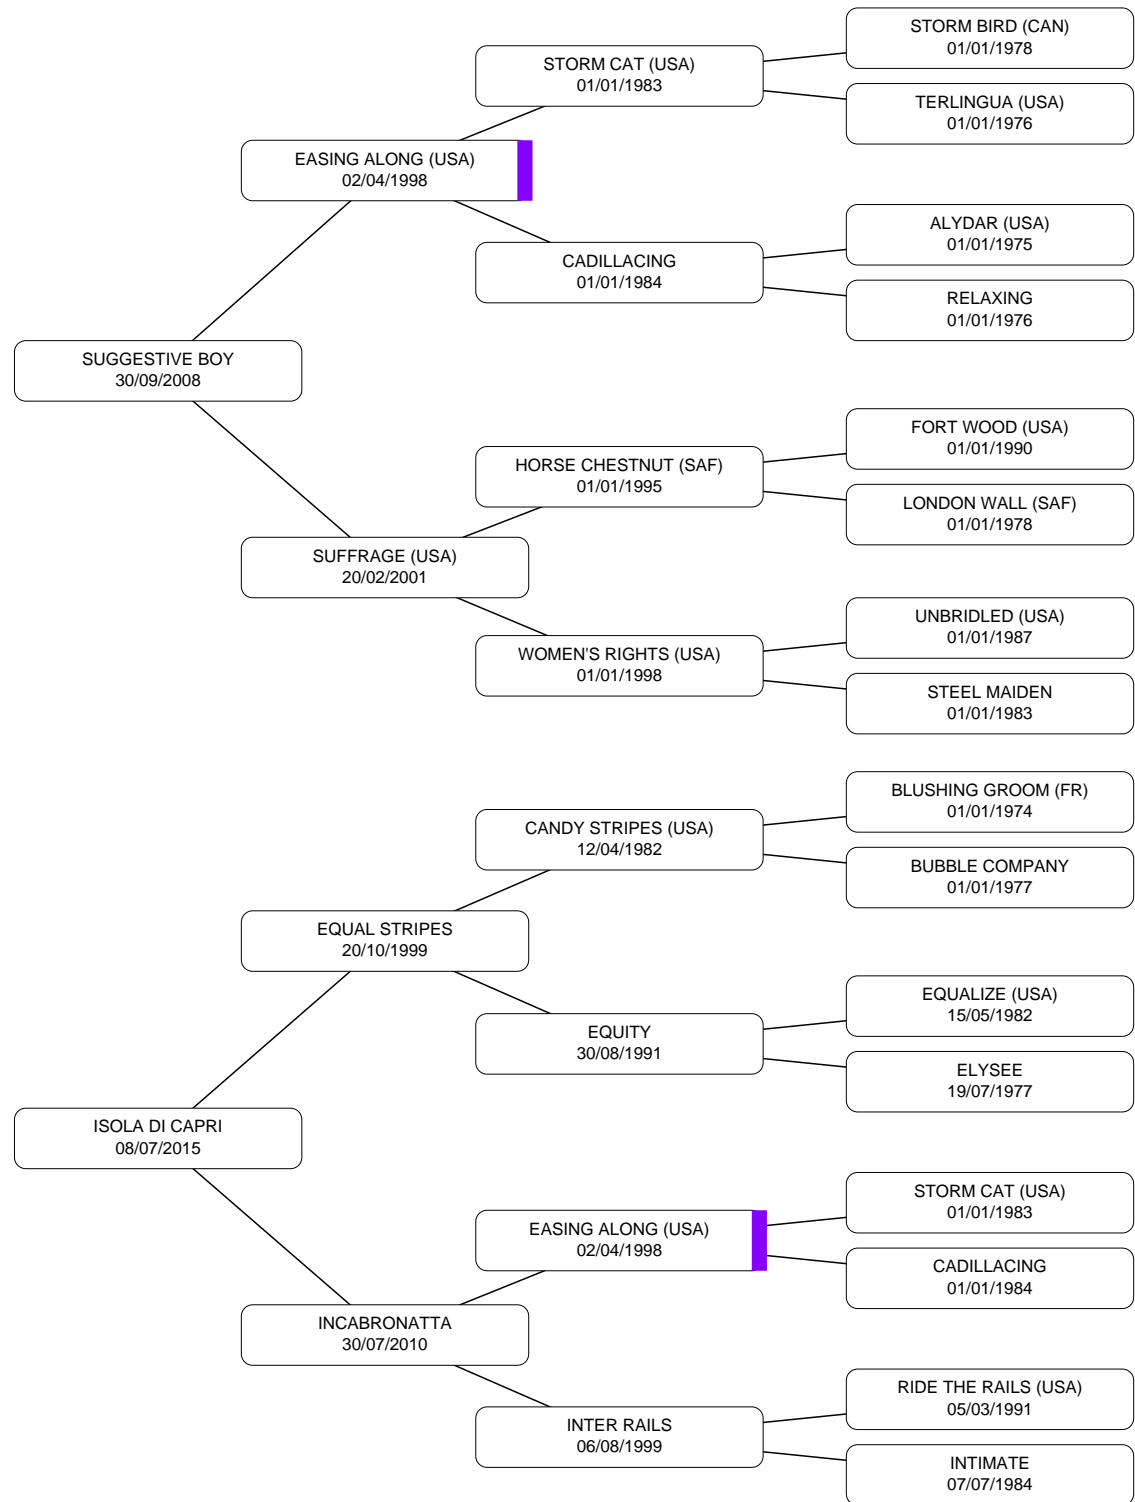 STORM BIRD (CAN)
01/01/1978
STORM CAT (USA)
01/01/1983
TERLINGUA (USA)
01/01/1976
EASING ALONG (USA)
02/04/1998
ALYDAR (USA)
01/01/1975
CADILLACING
01/01/1984
RELAXING
01/01/1976
SUGGESTIVE BOY
30/09/2008
FORT WOOD (USA)
01/01/1990
HORSE CHESTNUT (SAF)
01/01/1995
LONDON WALL (SAF)
01/01/1978
SUFFRAGE (USA)
20/02/2001
UNBRIDLED (USA)
01/01/1987
WOMEN'S RIGHTS (USA)
01/01/1998
STEEL MAIDEN
01/01/1983
BLUSHING GROOM (FR)
01/01/1974
CANDY STRIPES (USA)
12/04/1982
BUBBLE COMPANY
01/01/1977
EQUAL STRIPES
20/10/1999
EQUALIZE (USA)
15/05/1982
EQUITY
30/08/1991
ELYSEE
19/07/1977
ISOLA DI CAPRI
08/07/2015
STORM CAT (USA)
01/01/1983
EASING ALONG (USA)
02/04/1998
CADILLACING
01/01/1984
INCABRONATTA
30/07/2010
RIDE THE RAILS (USA)
05/03/1991
INTER RAILS
06/08/1999
INTIMATE
07/07/1984